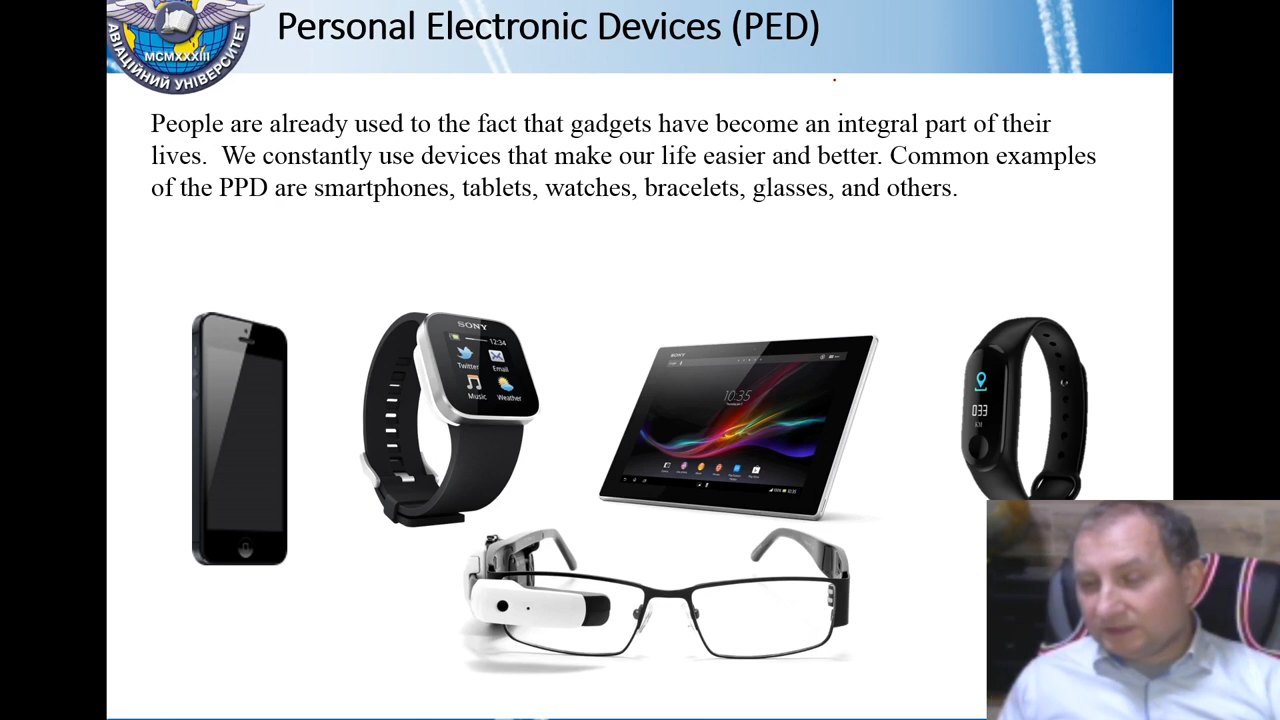 АВІАЦІЙНИЙ УНІВЕРСИТЕТ
MCMXXXIII
Personal Electronic Devices (PED)
People are already used to the fact that gadgets have become an integral part of their
lives. We constantly use devices that make our life easier and better. Common examples
of the PPD are smartphones, tablets, watches, bracelets, glasses, and others.
SONY
12:34
Twitter
Email
Music
Weather
SONY
10:35
033
KM